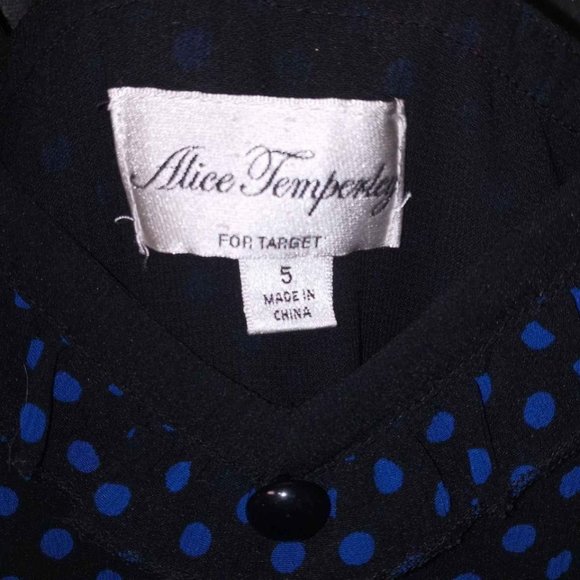 Alice Temperley
FOR TARGET
5
MADE IN
CHINA